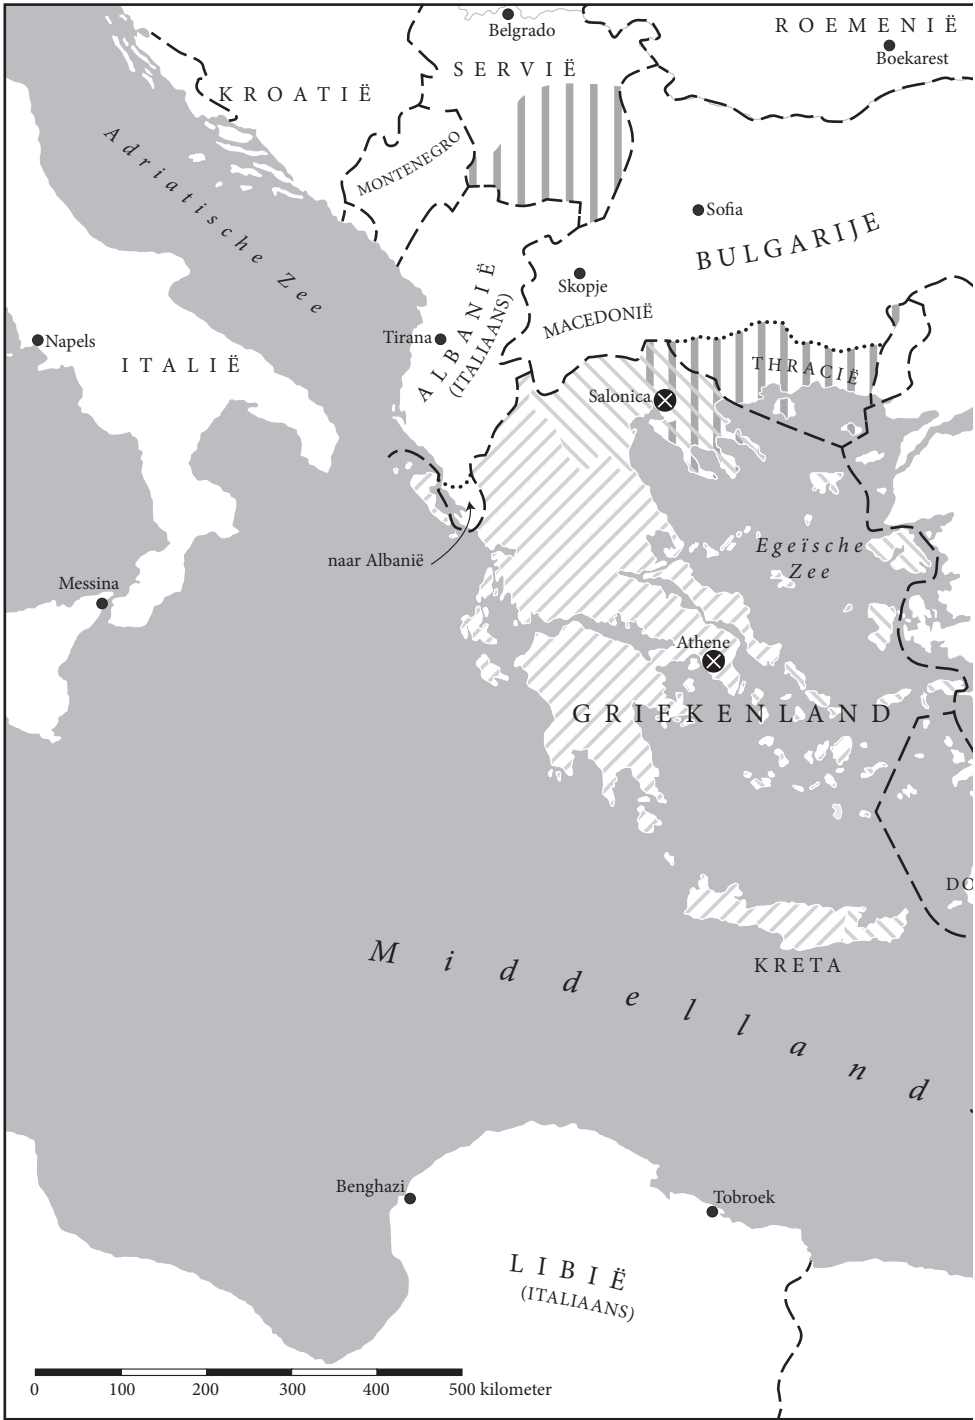 ROEMENIË
Belgrado
Boekarest
SERVIË
KROATIË
MONTENEGRO
Adriatische Zee
Sofia
BULGARIJE
Skopje
MACEDONIË
ALBANIË
(ITALIAANS)
Tirana
Napels
ITALIË
THRACIË
Salonica
naar Albanië
Egeïsche
Zee
Messina
Athene
GRIEKENLAND
DO
KRETA
Middelland
Benghazi
Tobroek
LIBIË
(ITALIAANS)
0 100 200 300 400 500 kilometer